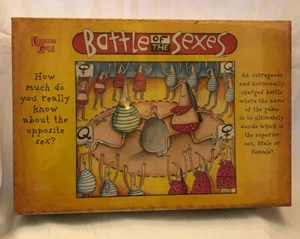 University
Games
Battle OF THE Sexes
How
much do
you really
know
about the
opposite
sex?
An outrageous
and hormonally
charged battle
where the name
of the game
is to ultimately
decide which is
the superior
sex, Male or
Female?
Q
Q